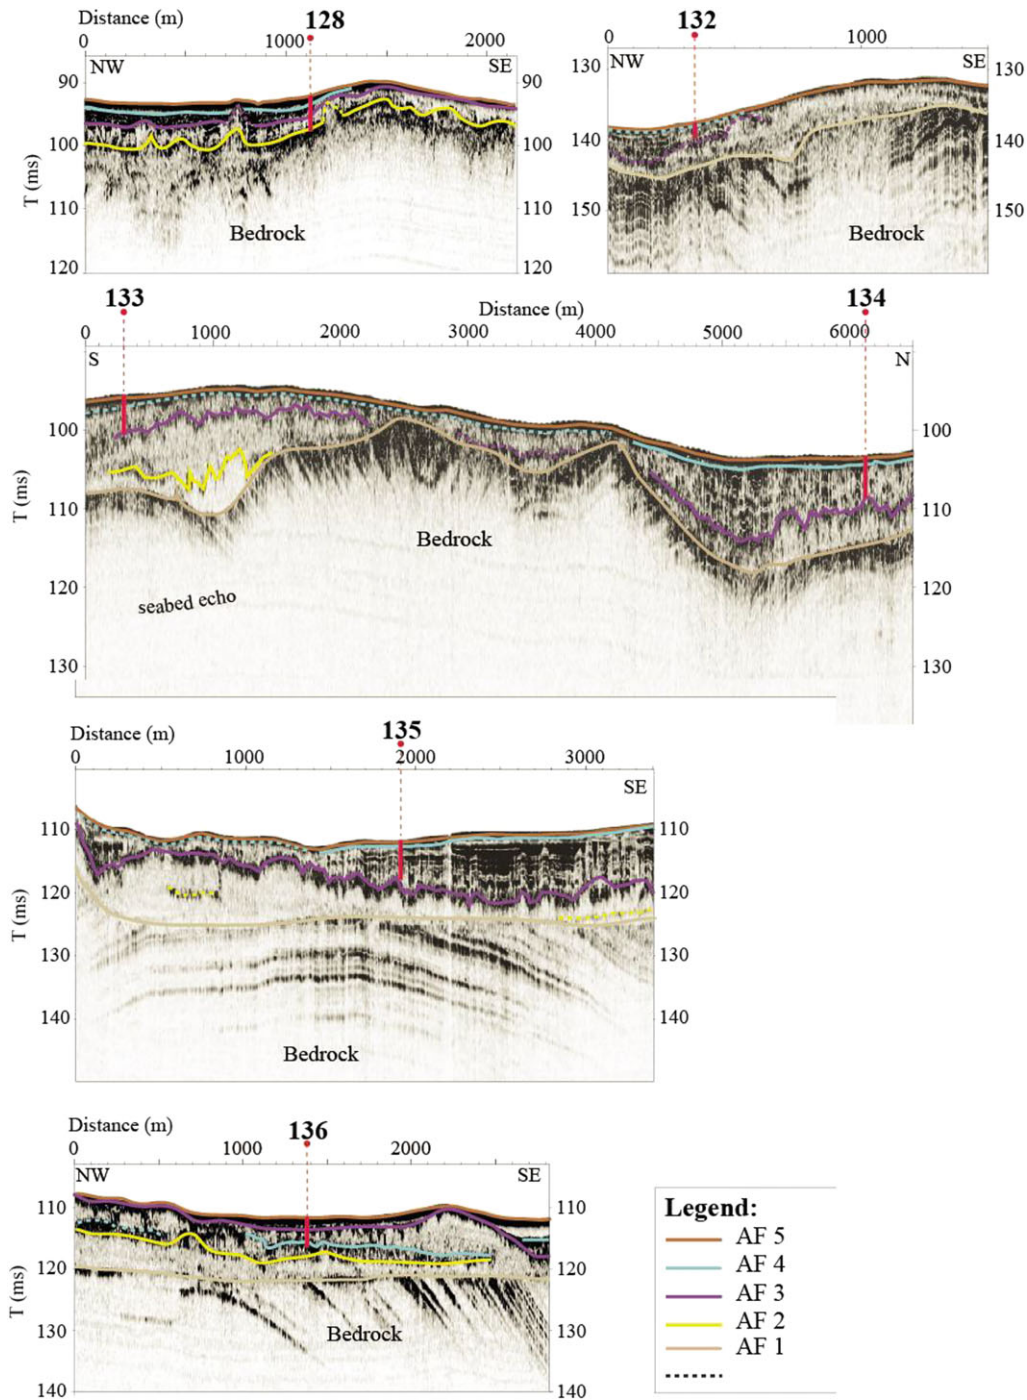 Distance (m) 128
0 1000 2000
NW SE
90 90
100 100
110 110
120 120
T (ms)
Bedrock
132
0 1000
NW SE
130 130
140 140
150 150
Bedrock
133 Distance (m) 134
0 1000 2000 3000 4000 5000 6000
S N
100 100
110 110
120 120
130 130
T (ms)
Bedrock
seabed echo
Distance (m) 135
0 1000 2000 3000
SE
110 110
120 120
130 130
140 140
T (ms)
Bedrock
Distance (m) 136
0 1000 2000
NW SE
110 110
120 120
130 130
140 140
T (ms)
Bedrock
Legend:
AF 5
AF 4
AF 3
AF 2
AF 1